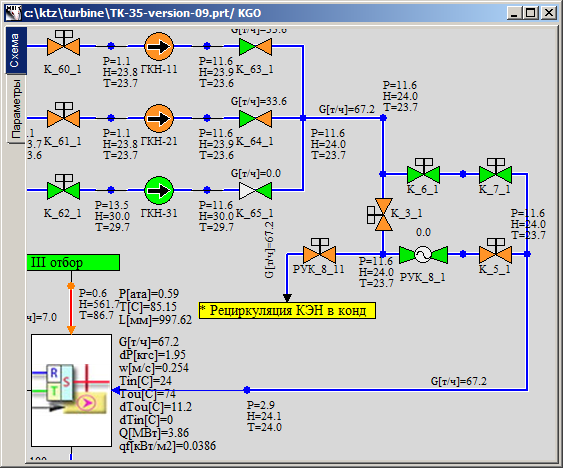 c:\ktz\turbine\TK-35-version-09.prt/ KGO
Схема
Параметры
G[т/ч]=33.6
K_60_1
P=1.1
H=23.8
T=23.7
ГКН-11
P=11.6
H=23.9
T=23.6
K_63_1
G[т/ч]=33.6
K_61_1
P=1.1
H=23.8
T=23.7
ГКН-21
P=11.6
H=23.9
T=23.6
K_64_1
G[т/ч]=67.2
P=11.6
H=24.0
T=23.7
P=11.6
H=24.0
T=23.7
G[т/ч]=0.0
K_62_1
P=13.5
H=30.0
T=29.7
ГКН-31
P=11.6
H=30.0
T=29.7
K_65_1
G[т/ч]=67.2
K_6_1
K_7_1
K_3_1
P=11.6
H=24.0
T=23.7
0.0
РУК_8_11
P=11.6
H=24.0
T=23.7
РУК_8_1
K_5_1
III отбор
P=0.6
H=561.7
T=86.7
ч]=7.0
P[ата]=0.59
T[C]=85.15
L[мм]=997.62
* Рециркуляция КЭН в конд
G[т/ч]=67.2
dP[кгс]=1.95
w[м/с]=0.254
Tin[C]=24
Tou[C]=74
dTou[C]=11.2
dTin[C]=0
Q[МВт]=3.86
qf[кВт/м2]=0.0386
R
T
S
G[т/ч]=67.2
P=2.9
H=24.1
T=24.0